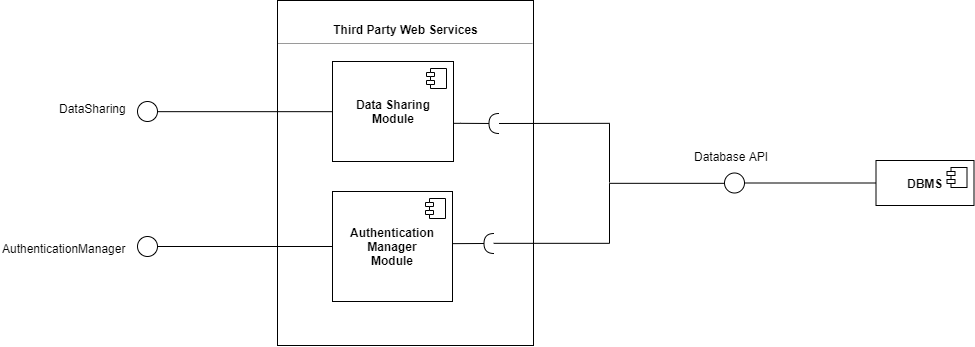 Third Party Web Services
DataSharing
Data Sharing
Module
Database API
DBMS
AuthenticationManager
Authentication
Manager
Module